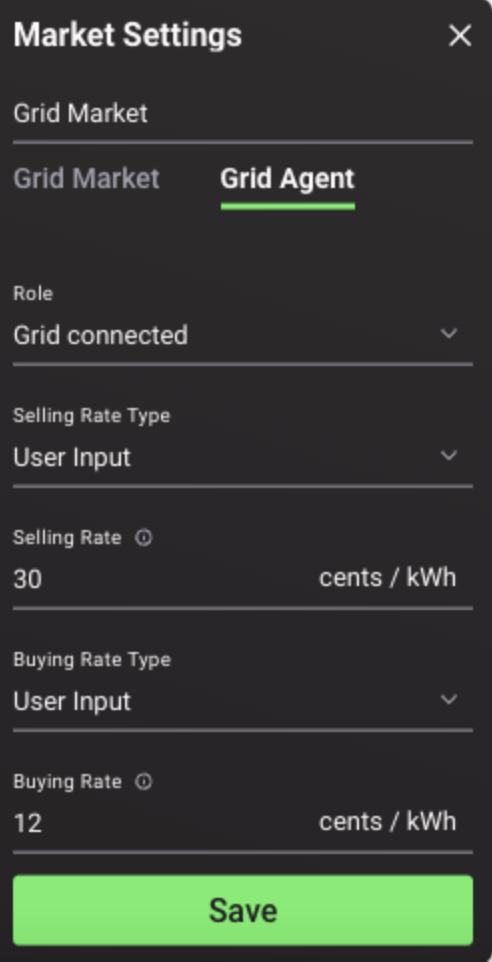 Market Settings
Grid Market
Grid Market Grid Agent
Role
Grid connected
Selling Rate Type
User Input
Selling Rate
30 cents / kWh
Buying Rate Type
User Input
Buying Rate
12 cents / kWh
Save